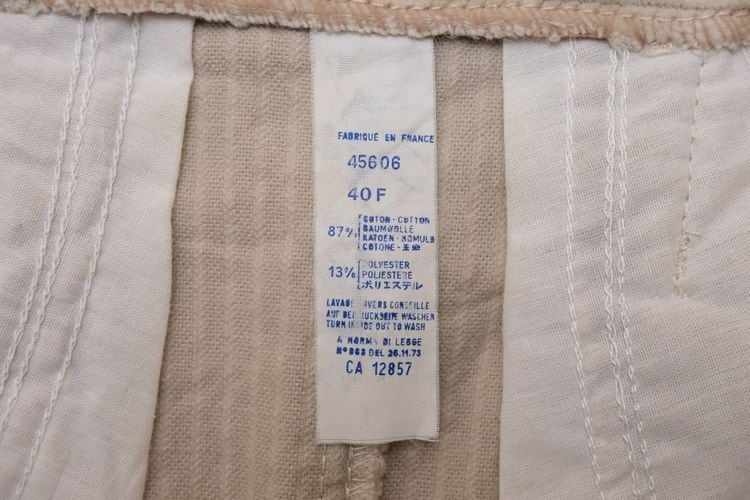 FABRIQUÉ EN FRANCE
45606
40 F
87% COTON - COTTON
BAUMWOLLE
KATOEN - BOMULD
COTONE - 木綿
13% POLYESTER
POLIESTERE
ポリエステル
LAVAGE ENVERS CONSEILLE
AUF DER RUCKSEITE WASCHEN
TURN INSIDE OUT TO WASH
A NORMA DI LEGGE
N° 883 DEL 26.11.73
CA 12857